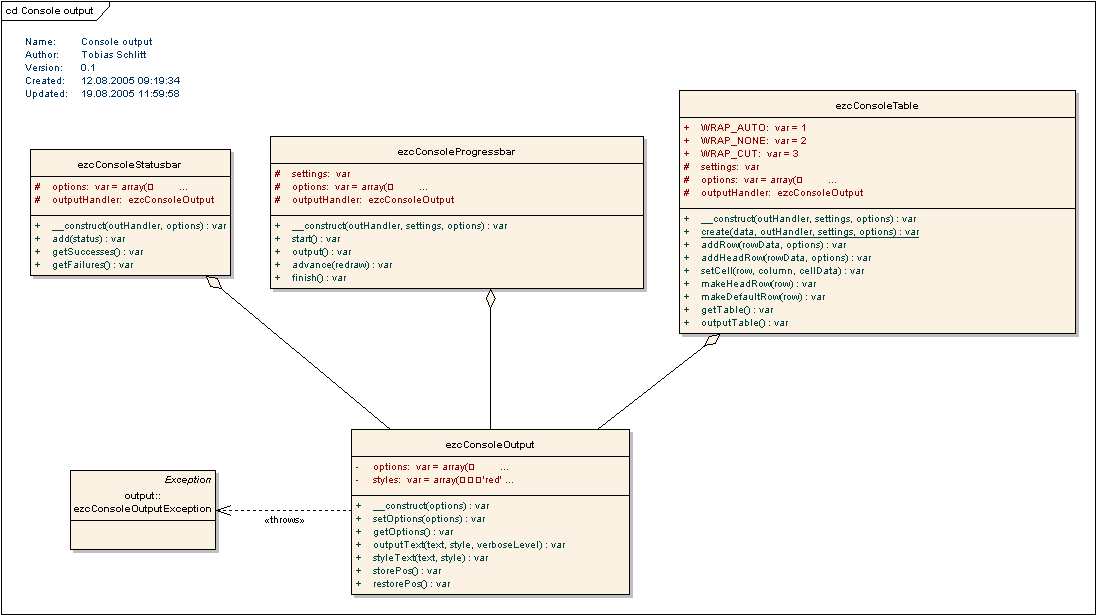 cd Console output
Name: Console output
Author: Tobias Schlitt
Version: 0.1
Created: 12.08.2005 09:19:34
Updated: 19.08.2005 11:59:58
ezcConsoleStatusbar
# options: var = array(□ ...
# outputHandler: ezcConsoleOutput
+ __construct(outHandler, options) : var
+ add(status) : var
+ getSuccesses() : var
+ getFailures() : var
ezcConsoleProgressbar
# settings: var
# options: var = array(□ ...
# outputHandler: ezcConsoleOutput
+ __construct(outHandler, settings, options) : var
+ start() : var
+ output() : var
+ advance(redraw) : var
+ finish() : var
ezcConsoleTable
+ WRAP_AUTO: var = 1
+ WRAP_NONE: var = 2
+ WRAP_CUT: var = 3
# settings: var
# options: var = array(□ ...
# outputHandler: ezcConsoleOutput
+ __construct(outHandler, settings, options) : var
+ create(data, outHandler, settings, options) : var
+ addRow(rowData, options) : var
+ addHeadRow(rowData, options) : var
+ setCell(row, column, cellData) : var
+ makeHeadRow(row) : var
+ makeDefaultRow(row) : var
+ getTable() : var
+ outputTable() : var
ezcConsoleOutput
- options: var = array(□ ...
- styles: var = array(□□□'red' ...
+ __construct(options) : var
+ setOptions(options) : var
+ getOptions() : var
+ outputText(text, style, verboseLevel) : var
+ styleText(text, style) : var
+ storePos() : var
+ restorePos() : var
Exception
output::
ezcConsoleOutputException
«throws»